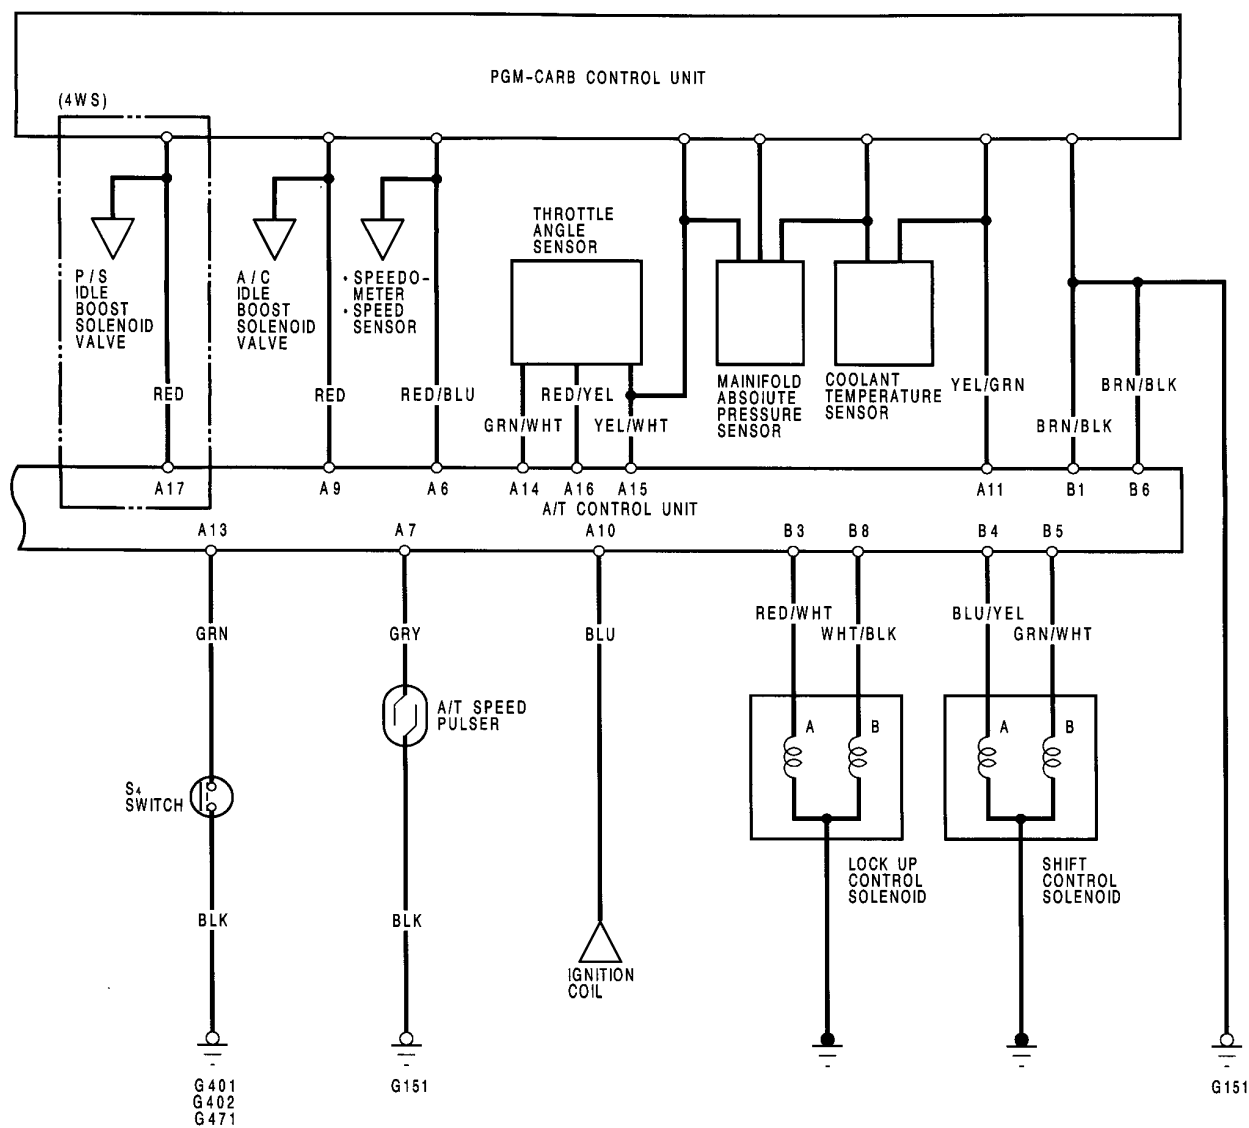 PGM-CARB CONTROL UNIT
(4WS)
THROTTLE
ANGLE
SENSOR
P/S
IDLE
BOOST
SOLENOID
VALVE
A/C
IDLE
BOOST
SOLENOID
VALVE
•SPEEDO-
METER
•SPEED
SENSOR
MAINIFOLD
ABSOIUTE
PRESSURE
SENSOR
COOLANT
TEMPERATURE
SENSOR
RED
RED
RED/BLU
GRN/WHT
RED/YEL
YEL/WHT
YEL/GRN
BRN/BLK
BRN/BLK
A17
A9
A6
A14
A16
A15
A11
B1
B6
A/T CONTROL UNIT
A13
A7
A10
B3
B8
B4
B5
GRN
GRY
BLU
RED/WHT
WHT/BLK
BLU/YEL
GRN/WHT
A/T SPEED
PULSER
A
B
A
B
S4
SWITCH
LOCK UP
CONTROL
SOLENOID
SHIFT
CONTROL
SOLENOID
BLK
BLK
IGNITION
COIL
G401
G402
G471
G151
G151